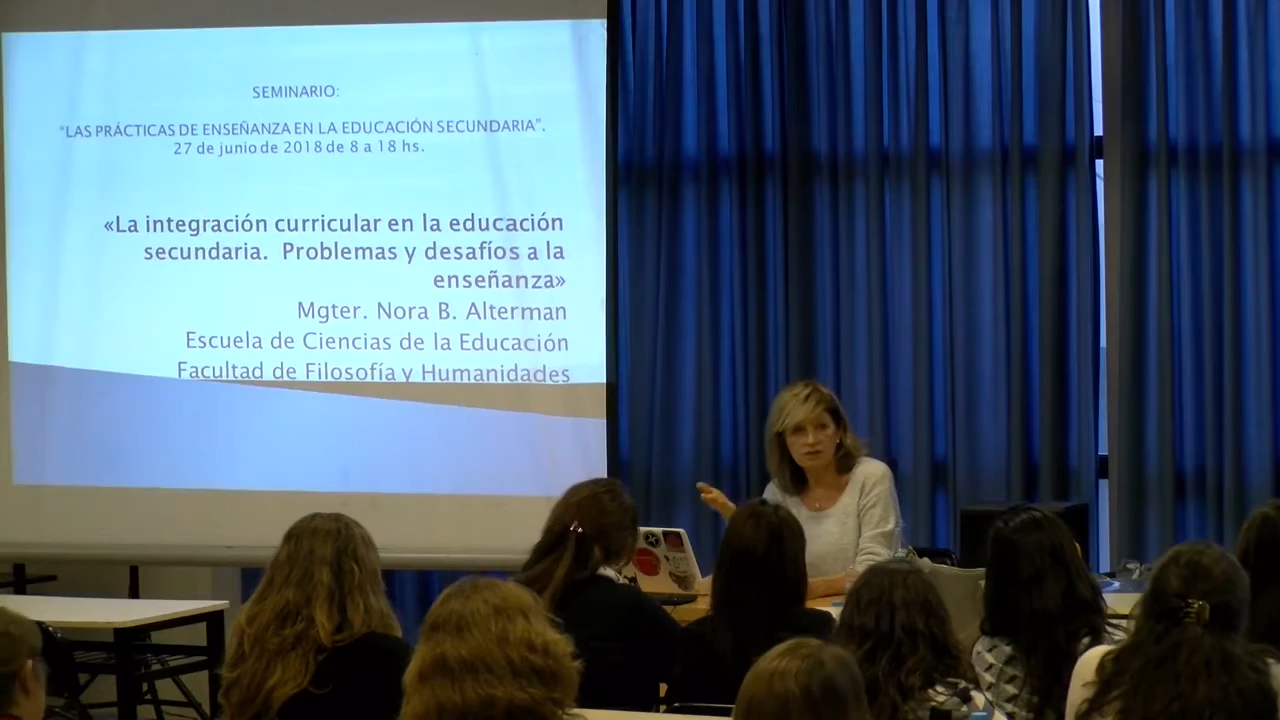 SEMINARIO:
"LAS PRÁCTICAS DE ENSEÑANZA EN LA EDUCACIÓN SECUNDARIA".
27 de junio de 2018 de 8 a 18 hs.
«La integración curricular en la educación
secundaria. Problemas y desafíos a la
enseñanza»
Mgter. Nora B. Alterman
Escuela de Ciencias de la Educación
Facultad de Filosofía y Humanidades